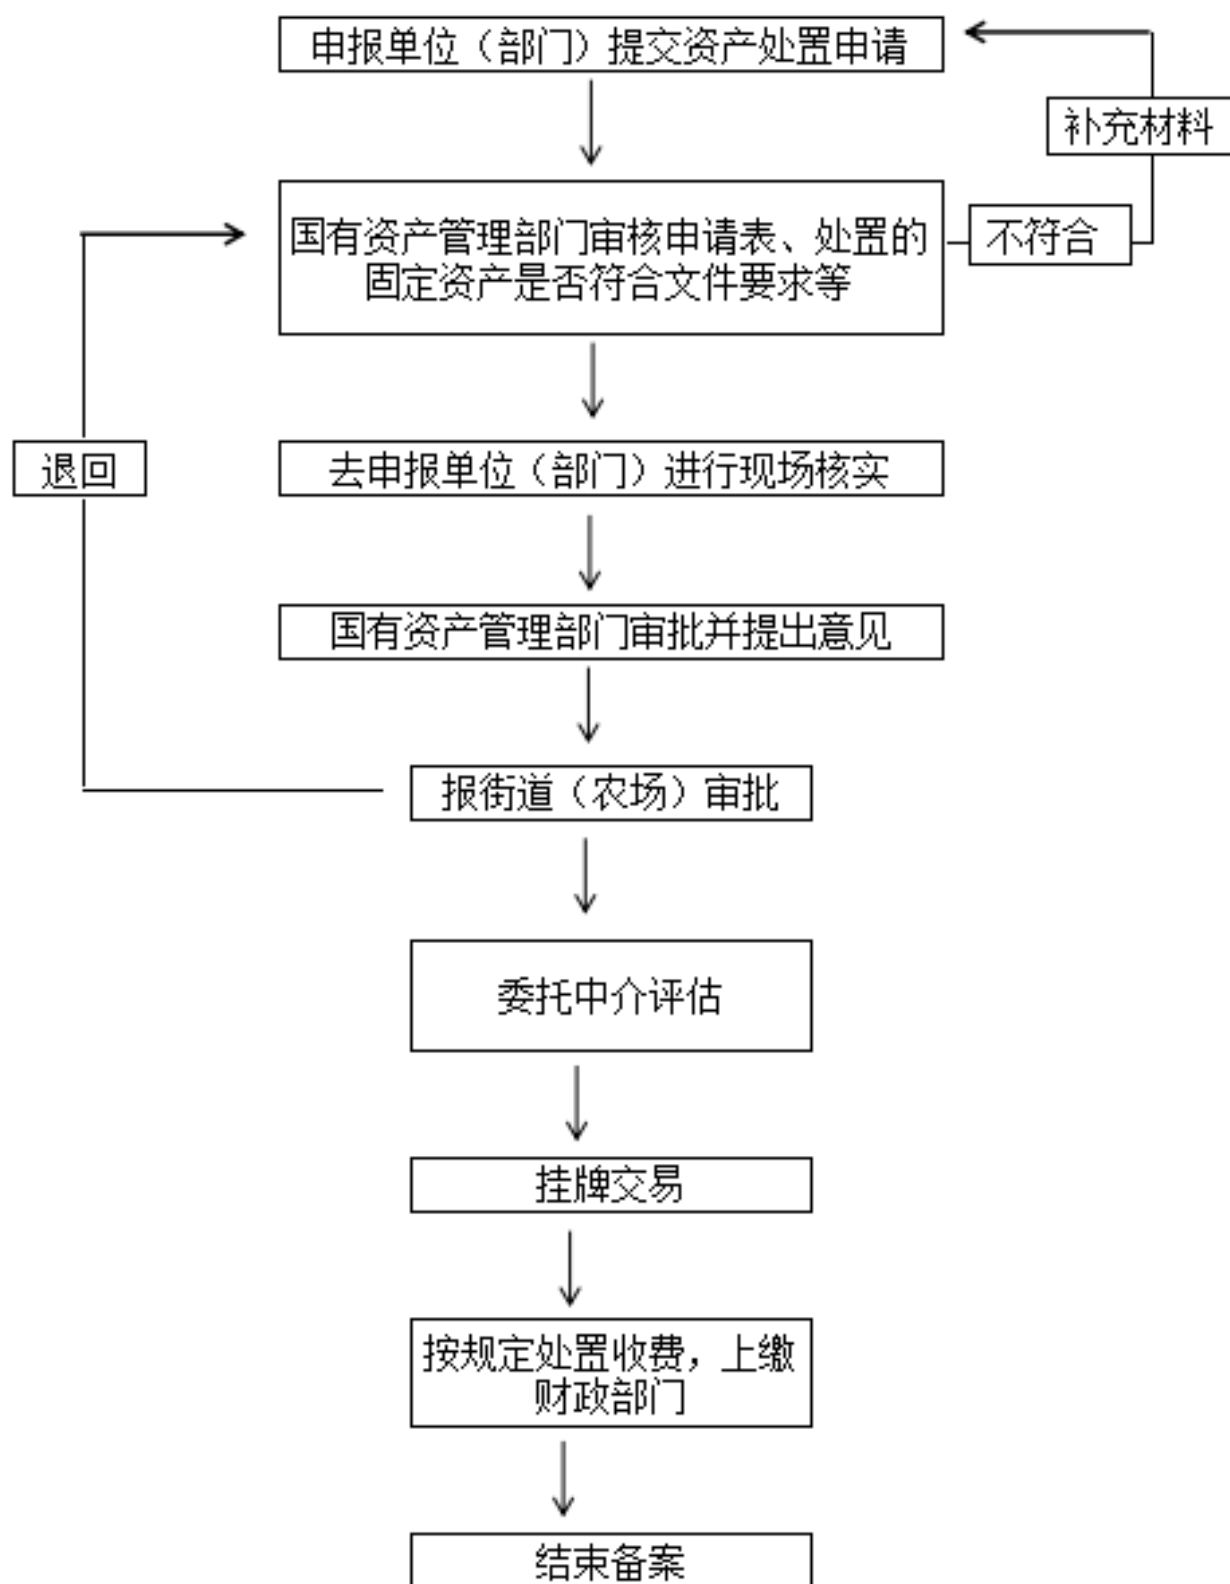 申报单位（部门）提交资产处置申请
补充材料
国有资产管理部门审核申请表、处置的
固定资产是否符合文件要求等
不符合
退回
去申报单位（部门）进行现场核实
国有资产管理部门审批并提出意见
报街道（农场）审批
委托中介评估
挂牌交易
按规定处置收费，上缴
财政部门
结束备案